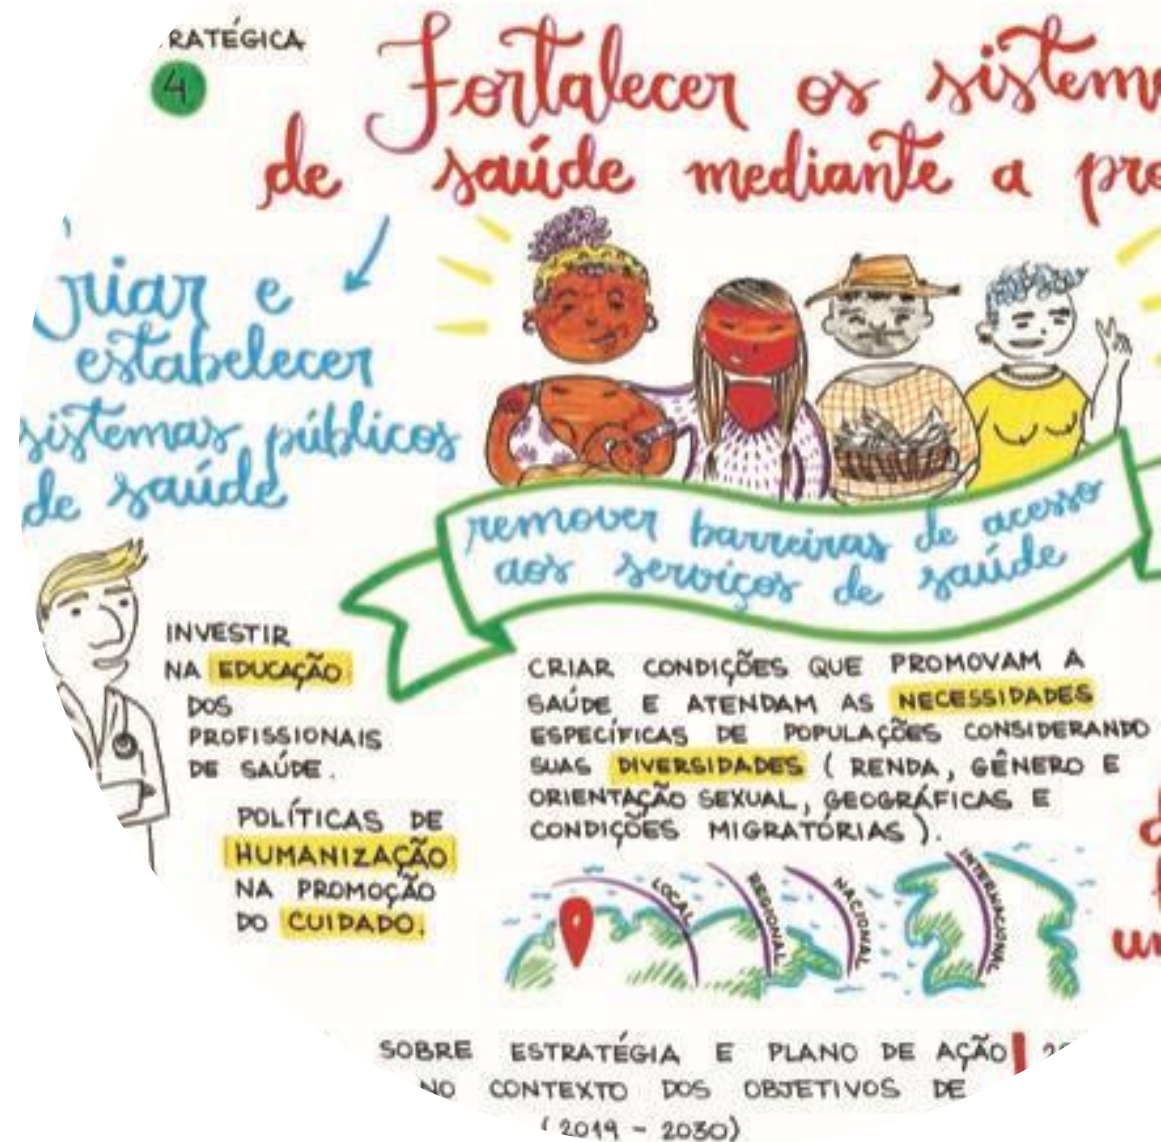 RATÉGICA
4
Fortalecer os sistem
de saúde mediante a pro
Criar e
estabelecer
sistemas públicos
de saúde
remover barreiras de acesso
aos serviços de saúde
INVESTIR
NA EDUCAÇÃO
DOS
PROFISSIONAIS
DE SAÚDE.
POLÍTICAS DE
HUMANIZAÇÃO
NA PROMOÇÃO
DO CUIDADO.
CRIAR CONDIÇÕES QUE PROMOVAM A
SAÚDE E ATENDAM AS NECESSIDADES
ESPECÍFICAS DE POPULAÇÕES CONSIDERANDO
SUAS DIVERSIDADES (RENDA, GÊNERO E
ORIENTAÇÃO SEXUAL, GEOGRÁFICAS E
CONDIÇÕES MIGRATÓRIAS).
LOCAL
REGIONAL
NACIONAL
INTERNACIONAL
SOBRE ESTRATÉGIA E PLANO DE AÇÃO
NO CONTEXTO DOS OBJETIVOS DE
(2019 - 2030)